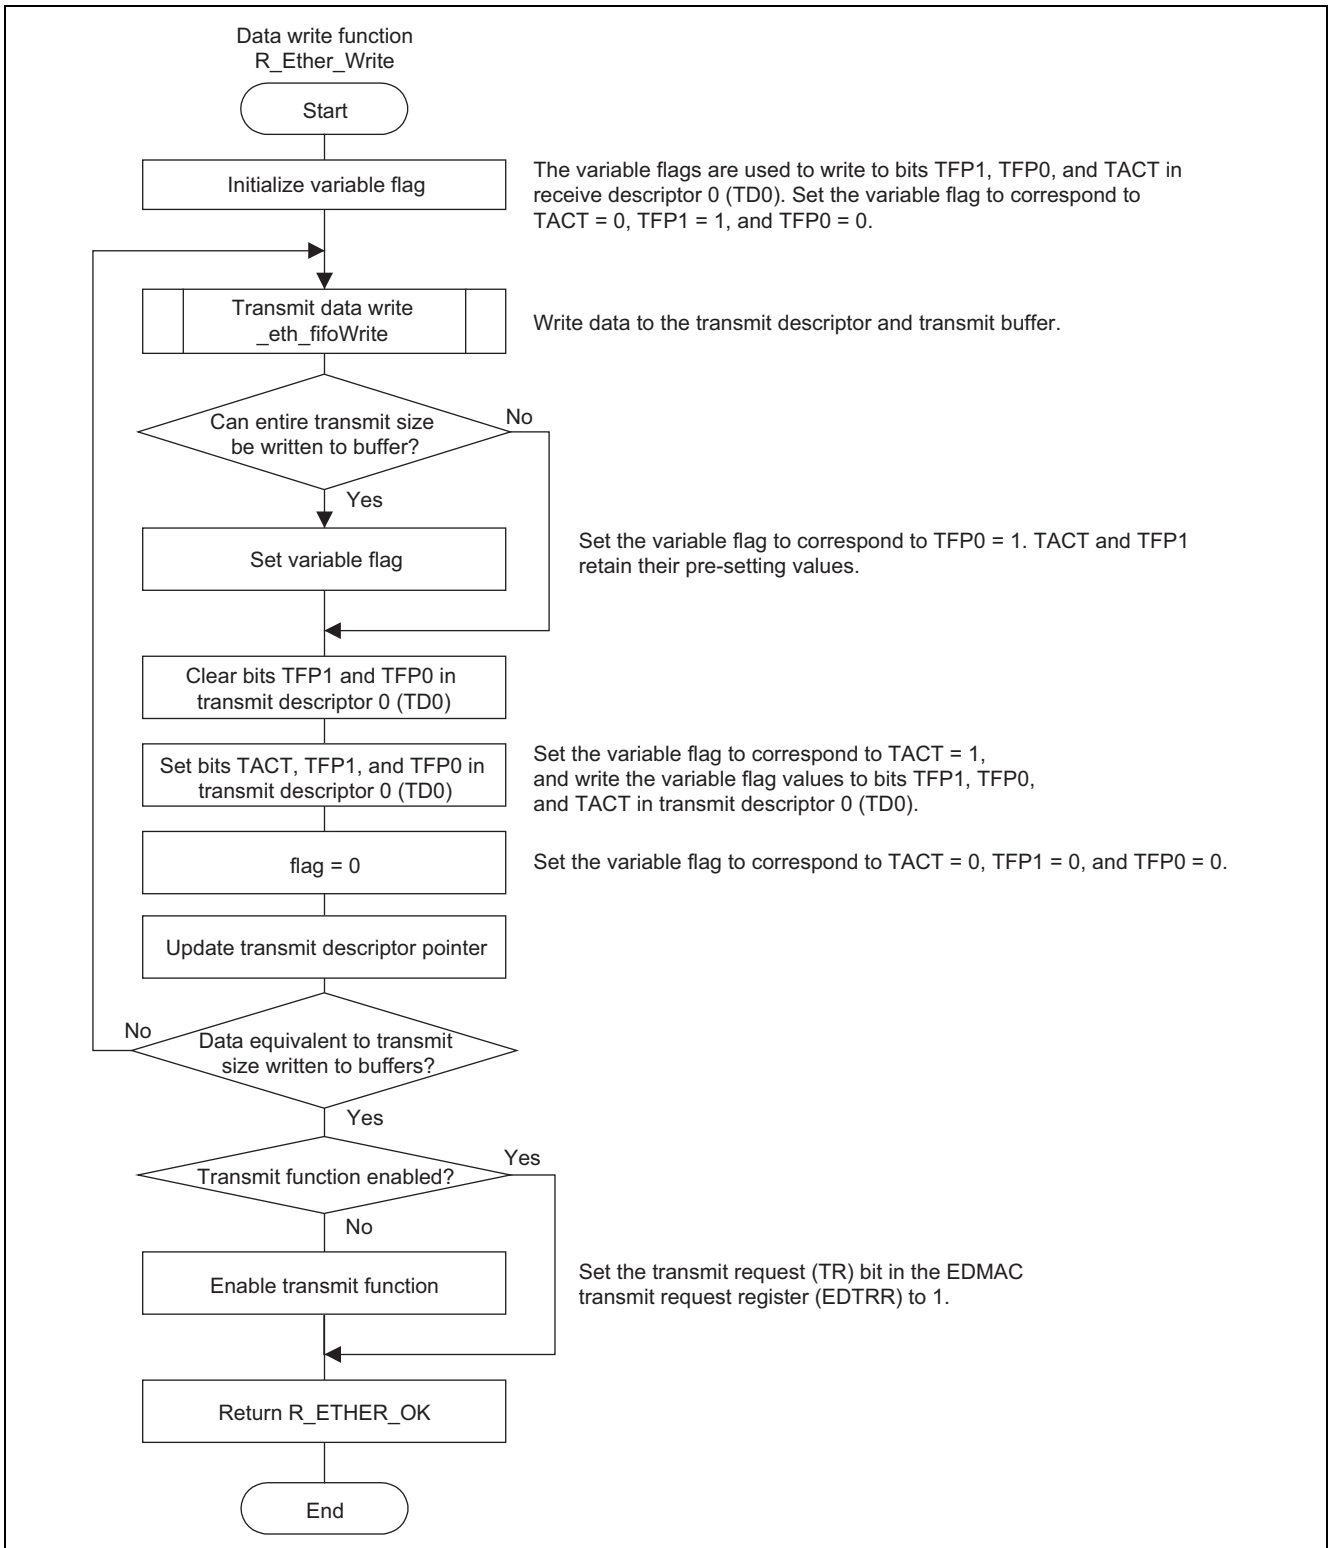 Data write function
R_Ether_Write
Start
Initialize variable flag
The variable flags are used to write to bits TFP1, TFP0, and TACT in
receive descriptor 0 (TD0). Set the variable flag to correspond to
TACT = 0, TFP1 = 1, and TFP0 = 0.
Transmit data write
_eth_fifoWrite
Write data to the transmit descriptor and transmit buffer.
Can entire transmit size
be written to buffer?
No
Yes
Set variable flag
Set the variable flag to correspond to TFP0 = 1. TACT and TFP1
retain their pre-setting values.
Clear bits TFP1 and TFP0 in
transmit descriptor 0 (TD0)
Set bits TACT, TFP1, and TFP0 in
transmit descriptor 0 (TD0)
Set the variable flag to correspond to TACT = 1,
and write the variable flag values to bits TFP1, TFP0,
and TACT in transmit descriptor 0 (TD0).
flag = 0
Set the variable flag to correspond to TACT = 0, TFP1 = 0, and TFP0 = 0.
Update transmit descriptor pointer
No
Data equivalent to transmit
size written to buffers?
Yes
Transmit function enabled?
Yes
No
Enable transmit function
Set the transmit request (TR) bit in the EDMAC
transmit request register (EDTRR) to 1.
Return R_ETHER_OK
End